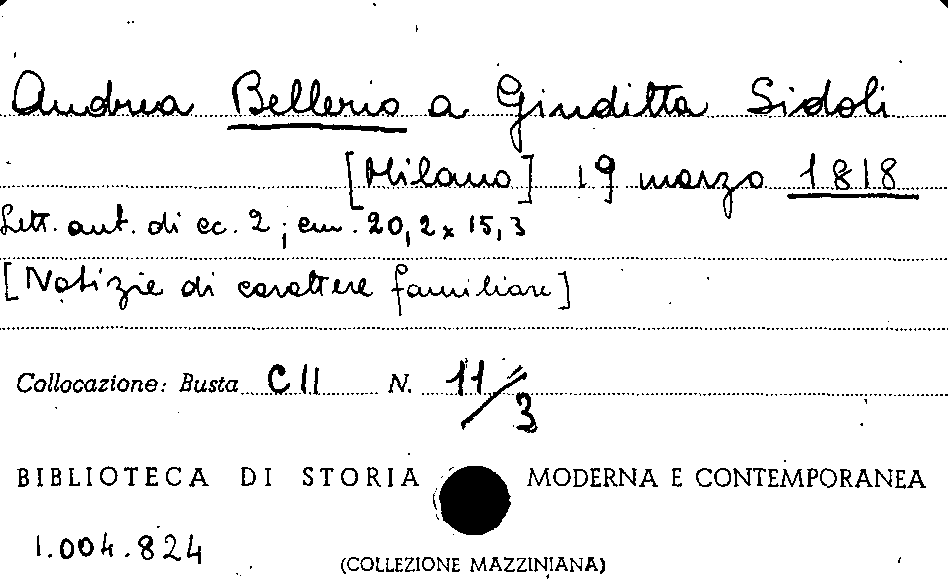 Andrea Bellerio a Giuditta Sidoli
[Milano] 19 marzo 1818
Lett. aut. di cc. 2; cm. 20,2 x 15,3
[Notizie di carattere familiare]
Collocazione: Busta CII N. 11/3
BIBLIOTECA DI STORIA MODERNA E CONTEMPORANEA
1.004.824
(COLLEZIONE MAZZINIANA)